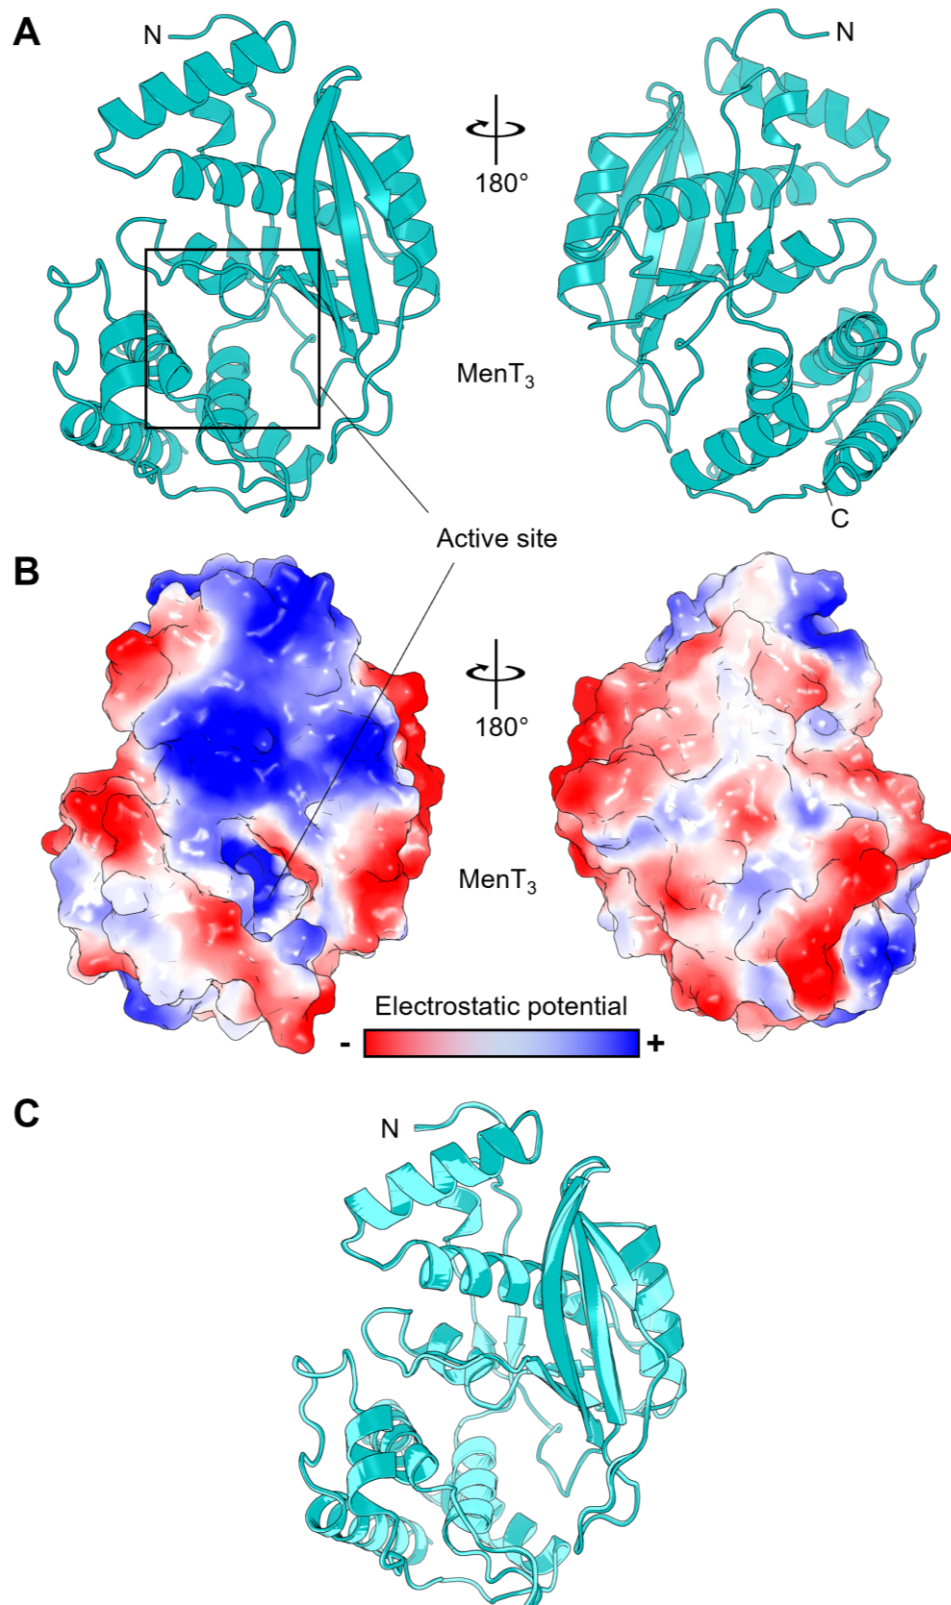 A
N
N
180°
MenT₃
C
Active site
B
180°
MenT₃
Electrostatic potential
- +
C
N